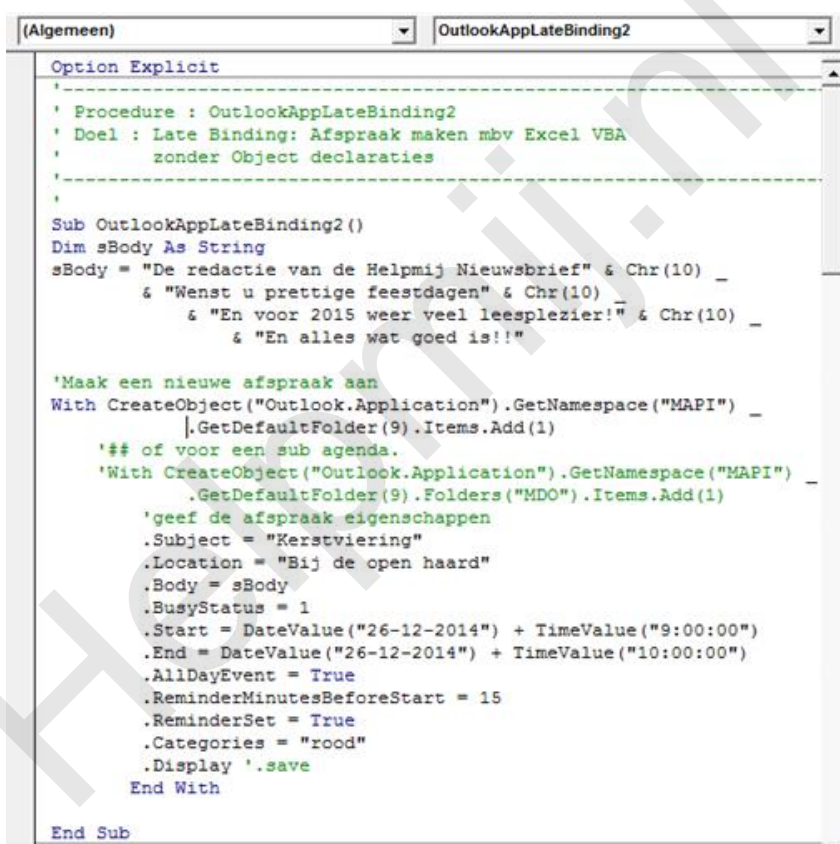 (Algemeen) OutlookAppLateBinding2
Option Explicit
'------------------------------------------------------------------
' Procedure : OutlookAppLateBinding2
' Doel : Late Binding: Afspraak maken mbv Excel VBA
'         zonder Object declaraties
'------------------------------------------------------------------
'
Sub OutlookAppLateBinding2()
Dim sBody As String
sBody = "De redactie van de Helpmij Nieuwsbrief" & Chr(10) _
& "Wenst u prettige feestdagen" & Chr(10) _
& "En voor 2015 weer veel leesplezier!" & Chr(10) _
& "En alles wat goed is!!"
'Maak een nieuwe afspraak aan
With CreateObject("Outlook.Application").GetNamespace("MAPI") _
.GetDefaultFolder(9).Items.Add(1)
'## of voor een sub agenda.
'With CreateObject("Outlook.Application").GetNamespace("MAPI") _
.GetDefaultFolder(9).Folders("MDO").Items.Add(1)
'geef de afspraak eigenschappen
.Subject = "Kerstviering"
.Location = "Bij de open haard"
.Body = sBody
.BusyStatus = 1
.Start = DateValue("26-12-2014") + TimeValue("9:00:00")
.End = DateValue("26-12-2014") + TimeValue("10:00:00")
.AllDayEvent = True
.ReminderMinutesBeforeStart = 15
.ReminderSet = True
.Categories = "rood"
.Display '.save
End With
End Sub
Helpmij.nl